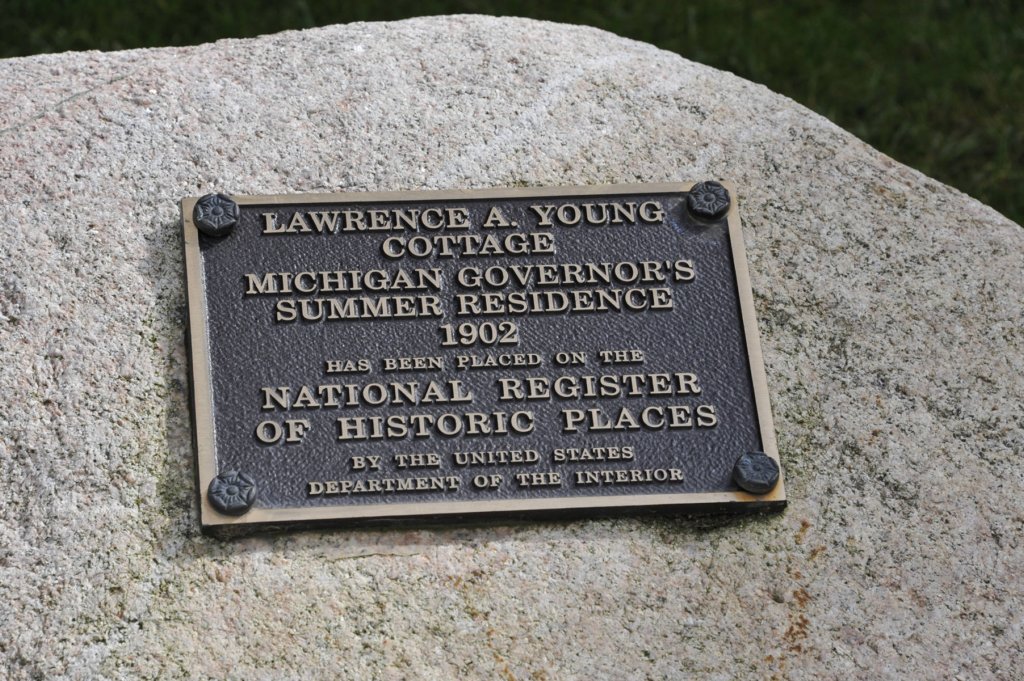 LAWRENCE A. YOUNG
COTTAGE
MICHIGAN GOVERNOR'S
SUMMER RESIDENCE
1902
HAS BEEN PLACED ON THE
NATIONAL REGISTER
OF HISTORIC PLACES
BY THE UNITED STATES
DEPARTMENT OF THE INTERIOR